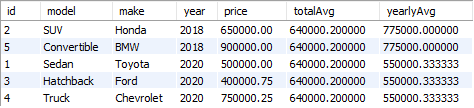 id model make year price totalAvg yearlyAvg
2 SUV Honda 2018 650000.00 640000.200000 775000.000000
5 Convertible BMW 2018 900000.00 640000.200000 775000.000000
1 Sedan Toyota 2020 500000.00 640000.200000 550000.333333
3 Hatchback Ford 2020 400000.75 640000.200000 550000.333333
4 Truck Chevrolet 2020 750000.25 640000.200000 550000.333333